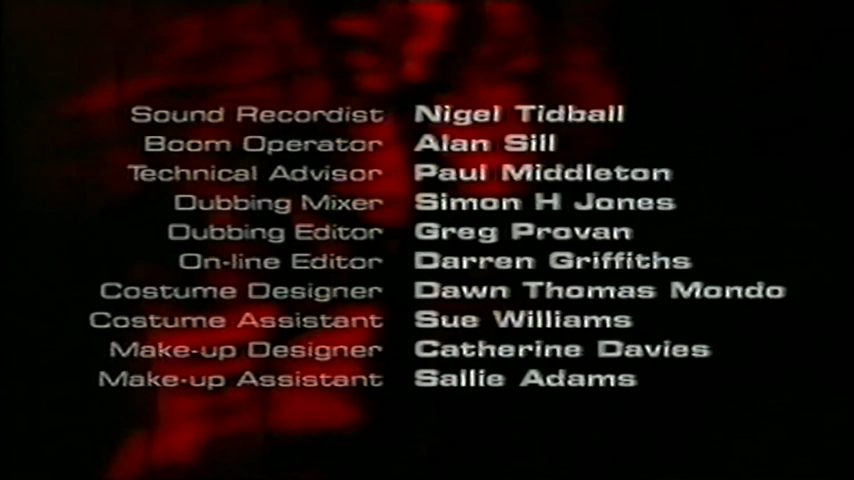 Sound Recordist Nigel Tidball
Boom Operator Alan Sill
Technical Advisor Paul Middleton
Dubbing Mixer Simon H Jones
Dubbing Editor Greg Provan
On-line Editor Darren Griffiths
Costume Designer Dawn Thomas Mondo
Costume Assistant Sue Williams
Make-up Designer Catherine Davies
Make-up Assistant Sallie Adams